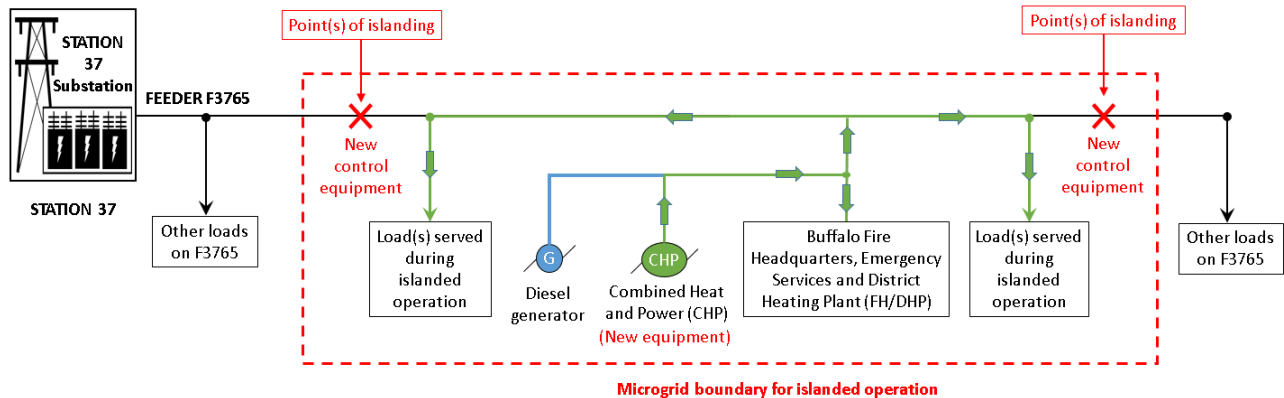 Point(s) of islanding
Point(s) of islanding
STATION
37
Substation
FEEDER F3765
New
control
equipment
New
control
equipment
STATION 37
Other loads
on F3765
Load(s) served
during
islanded
operation
G
Diesel
generator
CHP
Combined Heat
and Power (CHP)
(New equipment)
Buffalo Fire
Headquarters, Emergency
Services and District
Heating Plant (FH/DHP)
Load(s) served
during
islanded
operation
Other loads
on F3765
Microgrid boundary for islanded operation